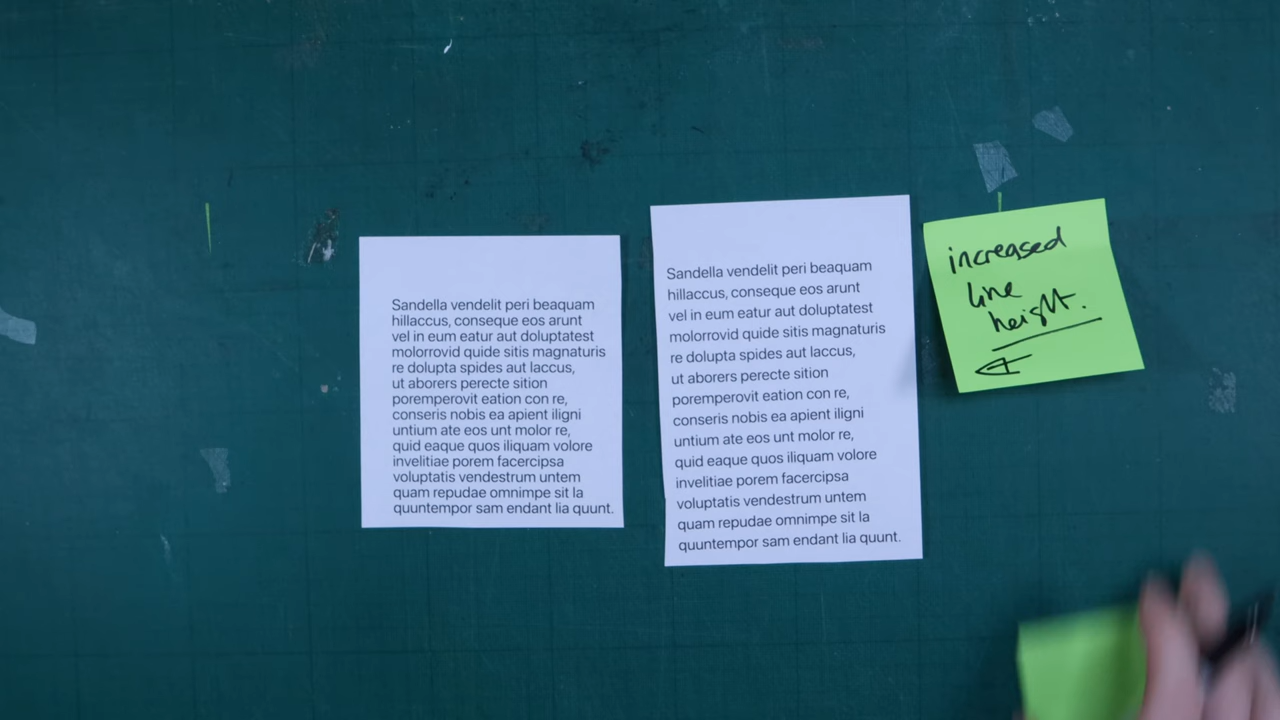 Sandella vendelit peri beaquam
hillaccus, conseque eos arunt
vel in eum eatur aut doluptatest
molorrovid quide sitis magnaturis
re dolupta spides aut laccus,
ut aborers perecte sition
poremperovit eation con re,
conseris nobis ea apient iligni
untium ate eos unt molor re,
quid eaque quos iliquam volore
invelitiae porem facercipsa
voluptatis vendestrum untem
quam repudae omnimpe sit la
quuntempor sam endant lia quunt.
Sandella vendelit peri beaquam
hillaccus, conseque eos arunt
vel in eum eatur aut doluptatest
molorrovid quide sitis magnaturis
re dolupta spides aut laccus,
ut aborers perecte sition
poremperovit eation con re,
conseris nobis ea apient iligni
untium ate eos unt molor re,
quid eaque quos iliquam volore
invelitiae porem facercipsa
voluptatis vendestrum untem
quam repudae omnimpe sit la
quuntempor sam endant lia quunt.
increased
line
height.